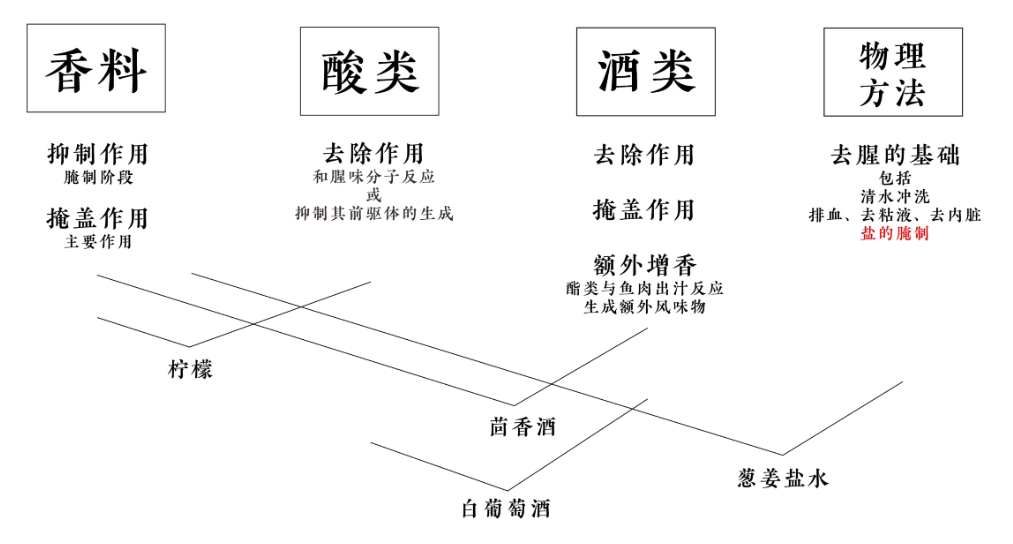 香料
酸类
酒类
物理
方法
抑制作用
腌制阶段
掩盖作用
主要作用
去除作用
和腥味分子反应
或
抑制其前驱体的生成
去除作用
掩盖作用
额外增香
酯类与鱼肉出汁反应
生成额外风味物
去腥的基础
包括
清水冲洗
排血、去粘液、去内脏
盐的腌制
柠檬
茴香酒
白葡萄酒
葱姜盐水